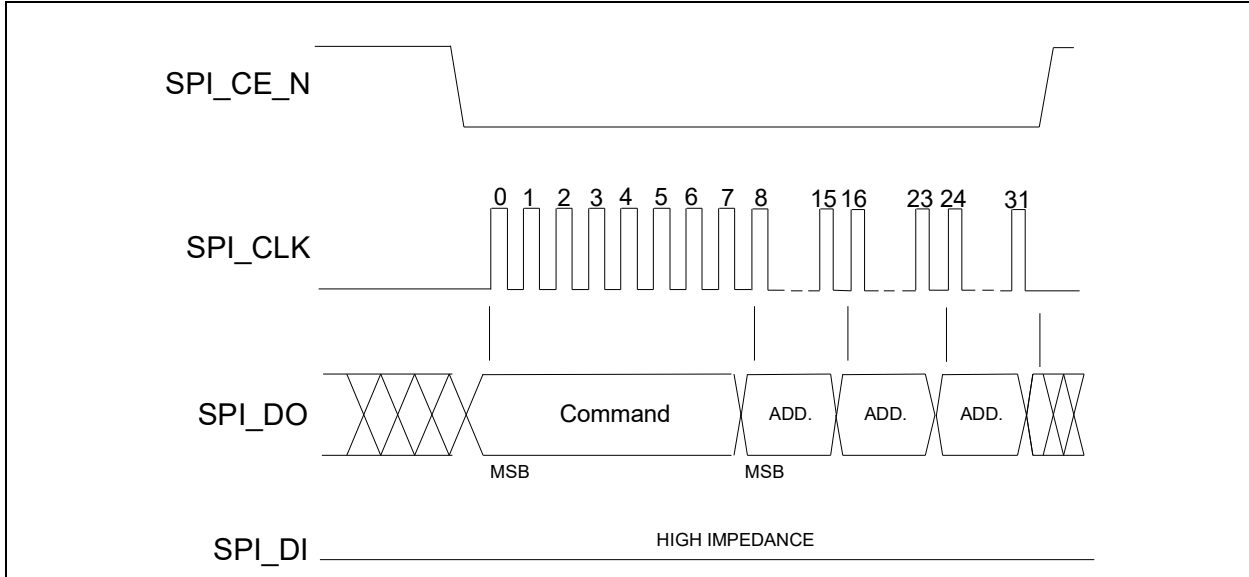 SPI_CE_N
0 1 2 3 4 5 6 7 8 15 16 23 24 31
SPI_CLK
SPI_DO
Command ADD. ADD. ADD.
MSB MSB
HIGH IMPEDANCE
SPI_DI